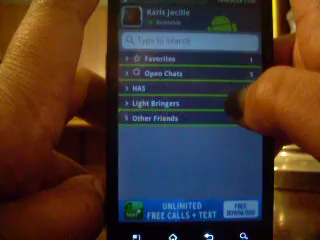 Karis Jecille
Available
Type to search
Favorites 1
Open Chats 1
HAS
Light Bringers
Other Friends
UNLIMITED
FREE CALLS + TEXT
FREE
DOWNLOAD